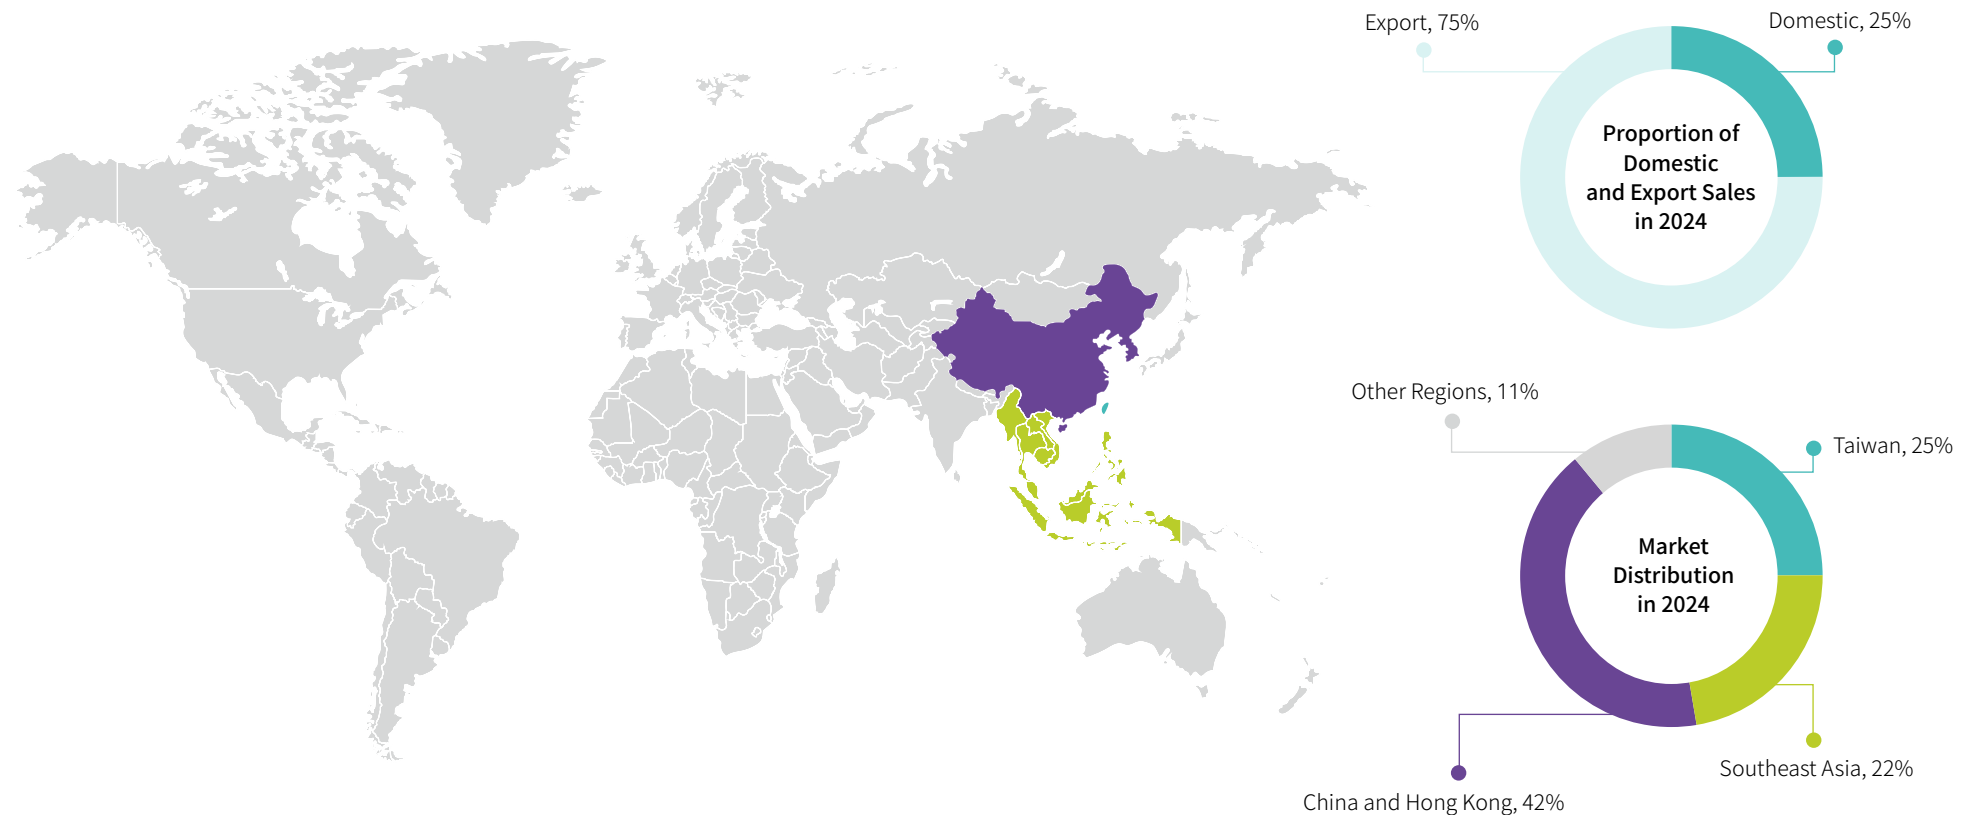 Export, 75%
Domestic, 25%
Proportion of
Domestic
and Export Sales
in 2024
Other Regions, 11%
Taiwan, 25%
Market
Distribution
in 2024
Southeast Asia, 22%
China and Hong Kong, 42%